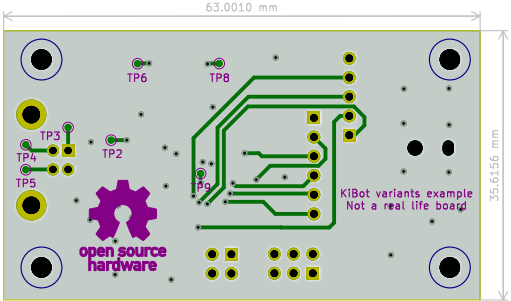 63.0010 mm
TP6
TP8
TP3
TP2
TP4
TP5
TP9
35.6156 mm
KiBot variants example
Not a real life board
open source
hardware